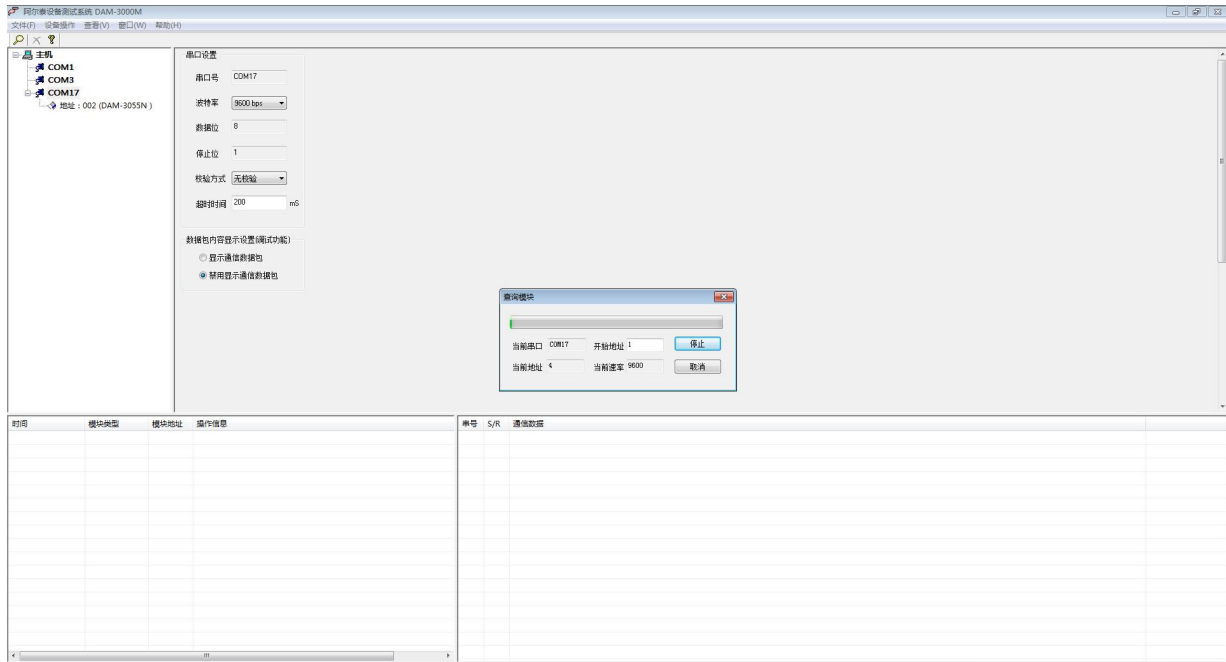 阿尔泰设备测试系统 DAM-3000M
文件(F) 设备操作 查看(V) 窗口(W) 帮助(H)
主机
COM1
COM3
COM17
地址：002 (DAM-3055N )
串口设置
串口号 COM17
波特率 9600 bps
数据位 8
停止位 1
校验方式 无校验
超时时间 200 mS
数据包内容显示设置(调试功能)
显示通信数据包
禁用显示通信数据包
查询模块
当前串口 COM17 开始地址 1 停止
当前地址 4 当前速率 9600 取消
时间 模块类型 模块地址 操作信息
串号 S/R 通信数据